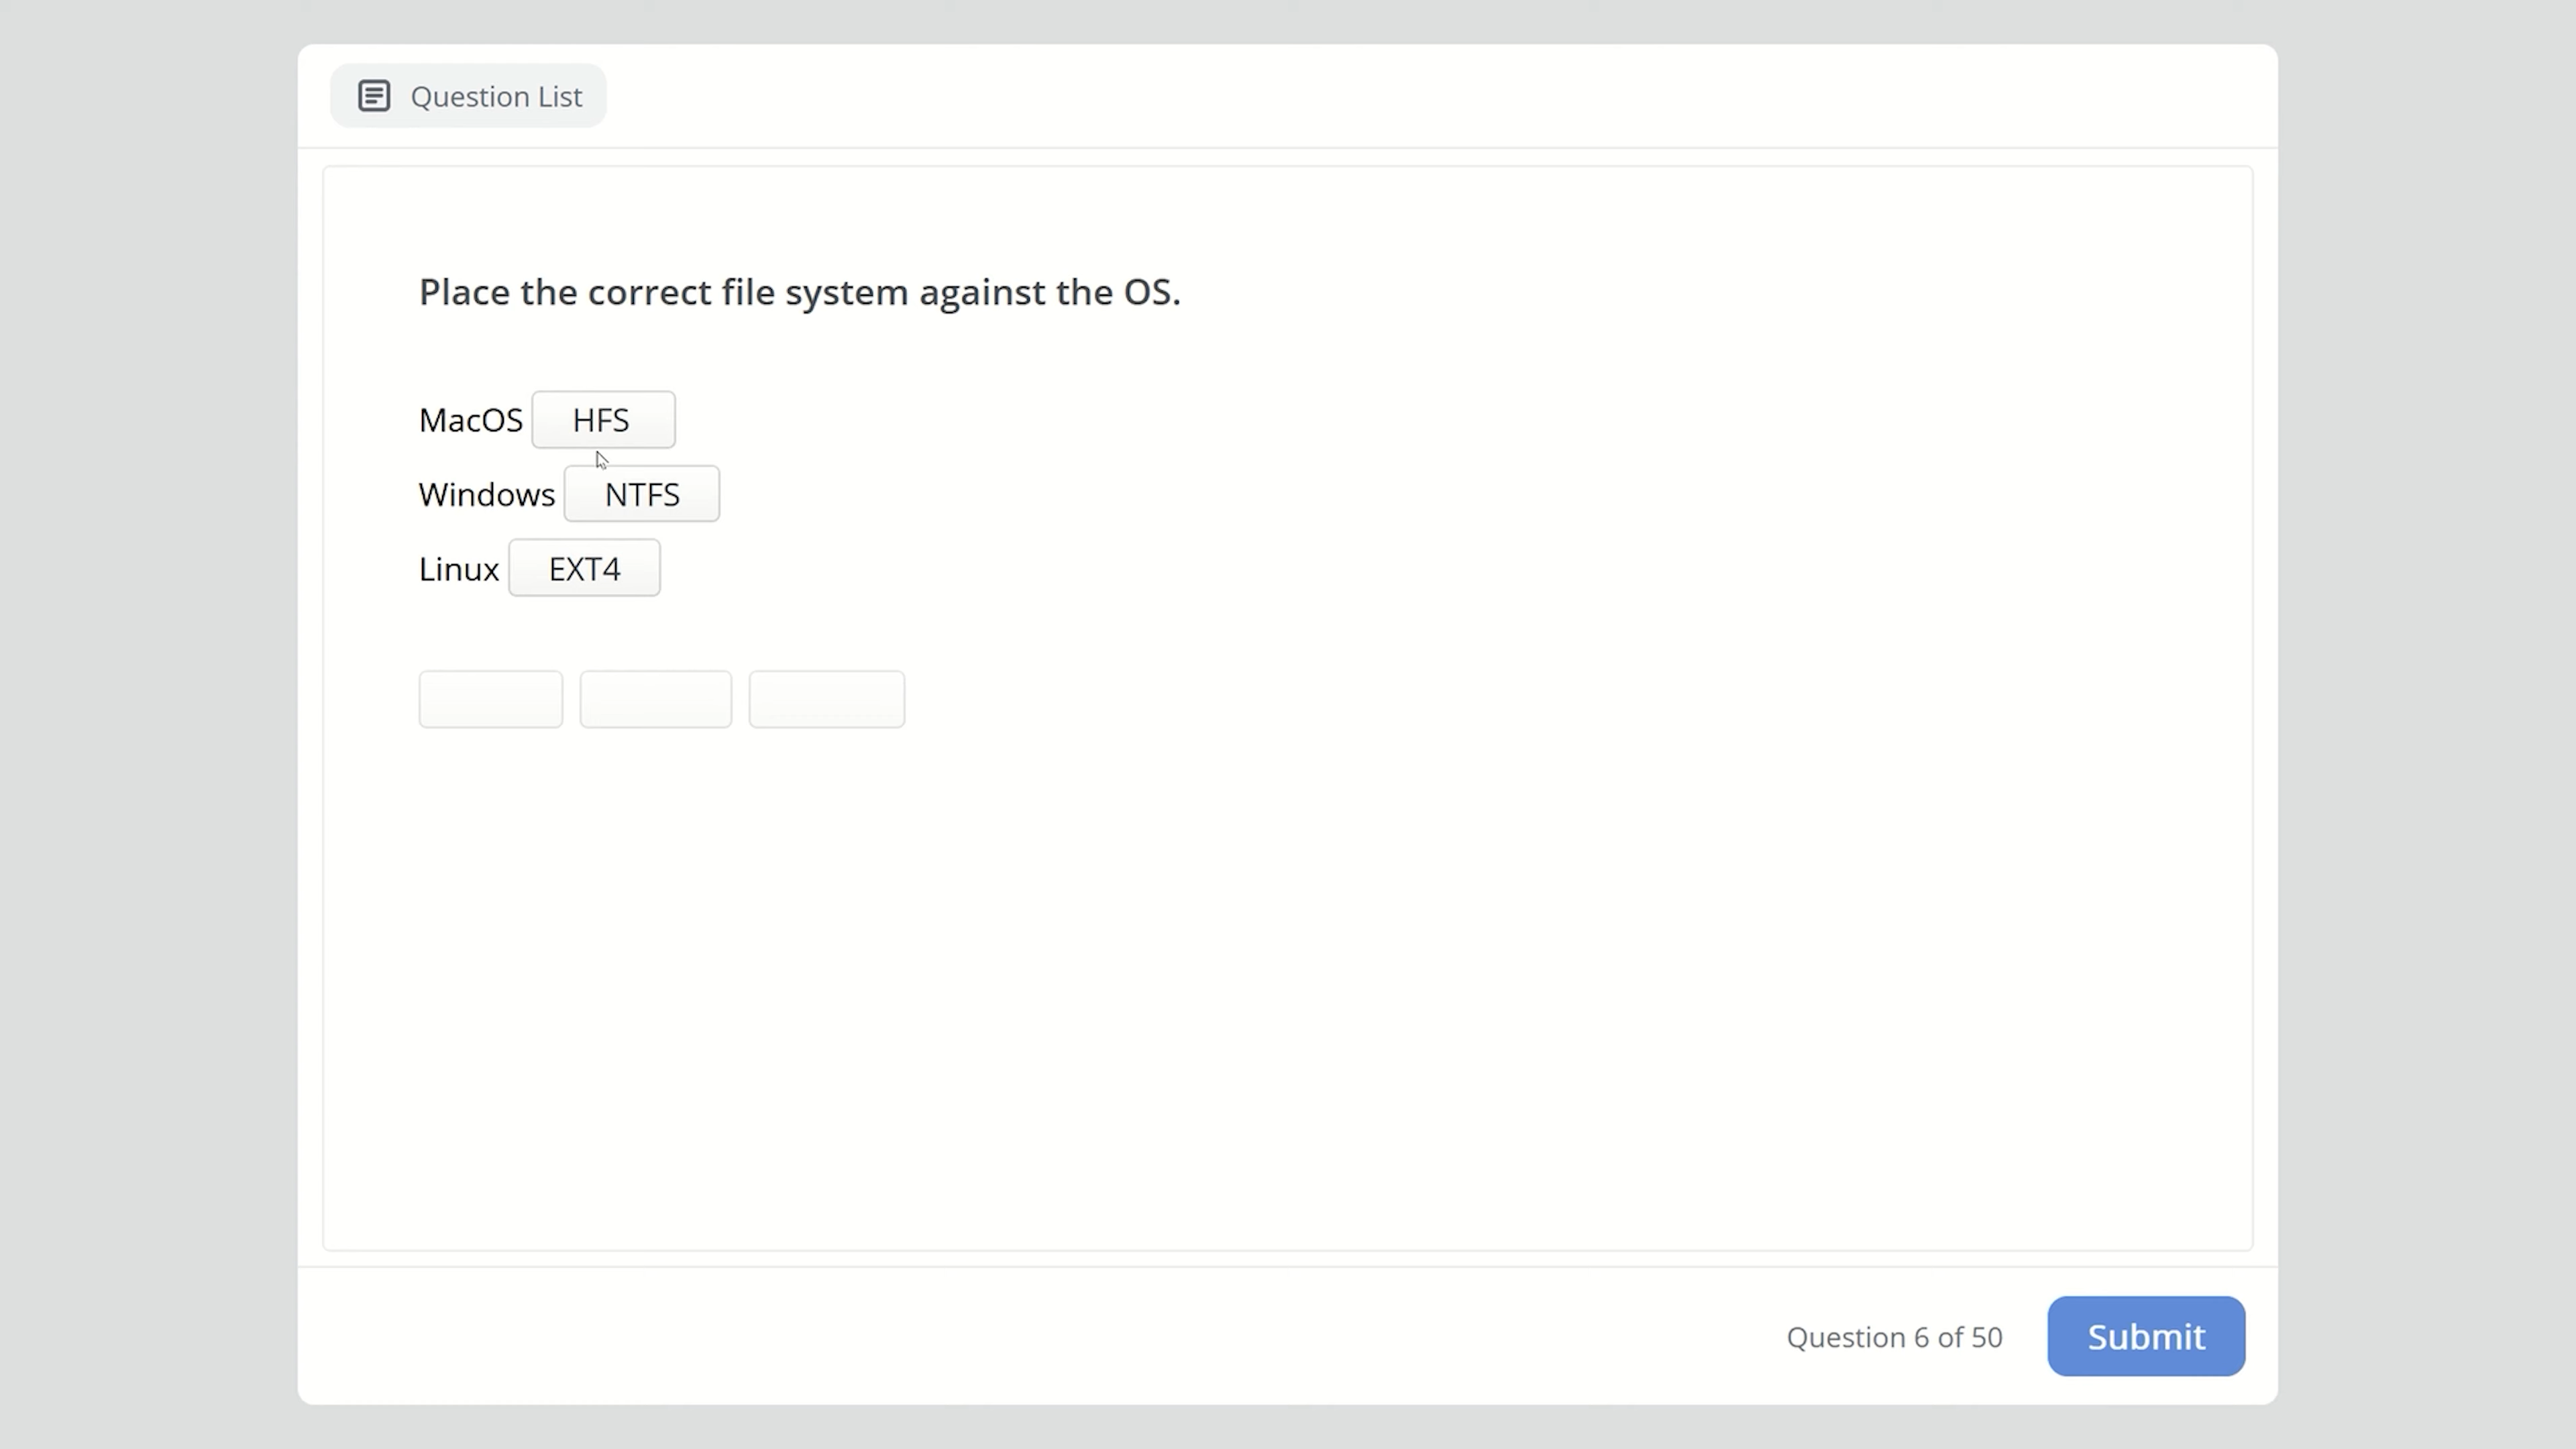 Question List
Place the correct file system against the OS.
MacOS HFS
Windows NTFS
Linux EXT4
Question 6 of 50 Submit